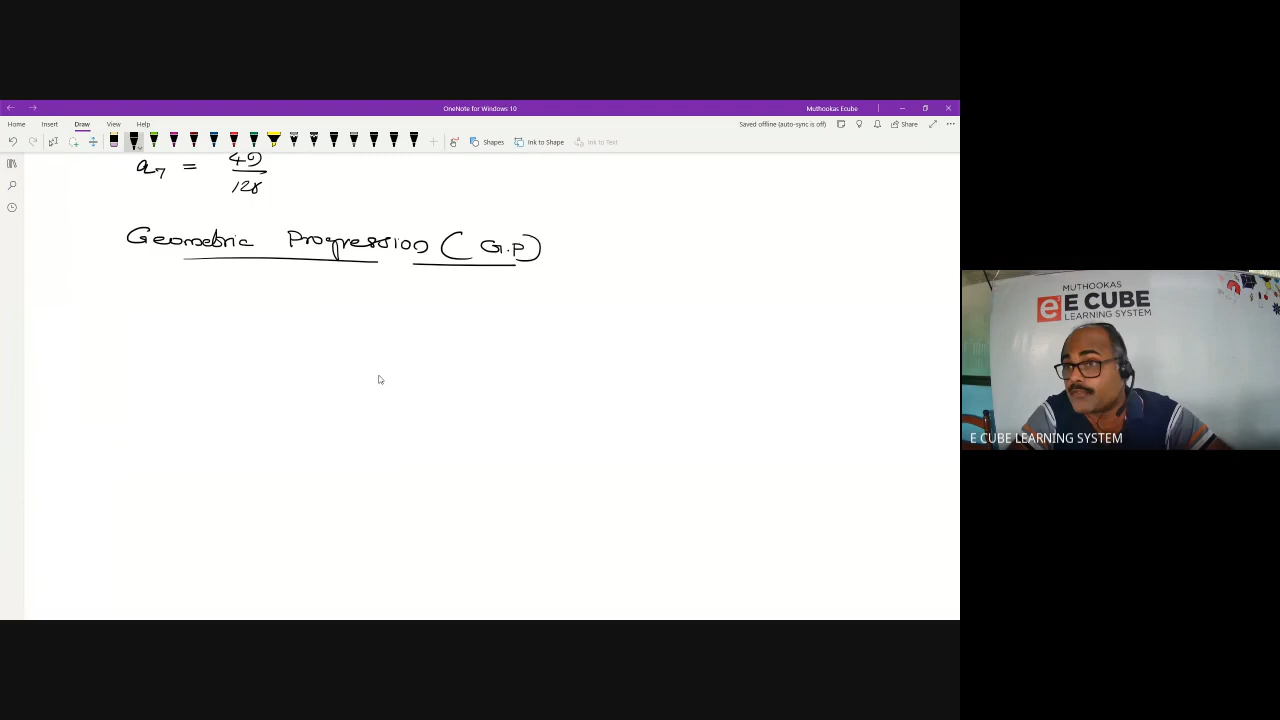 OneNote for Windows 10
Muthookas Ecube
Home Insert Draw View Help
Saved offline (auto-sync is off) Share
Shapes Ink to Shape Ink to Text
a₇ = 49/128
Geometric Progression ( G.P)
MUTHOOKAS
e E CUBE
LEARNING SYSTEM
E CUBE LEARNING SYSTEM